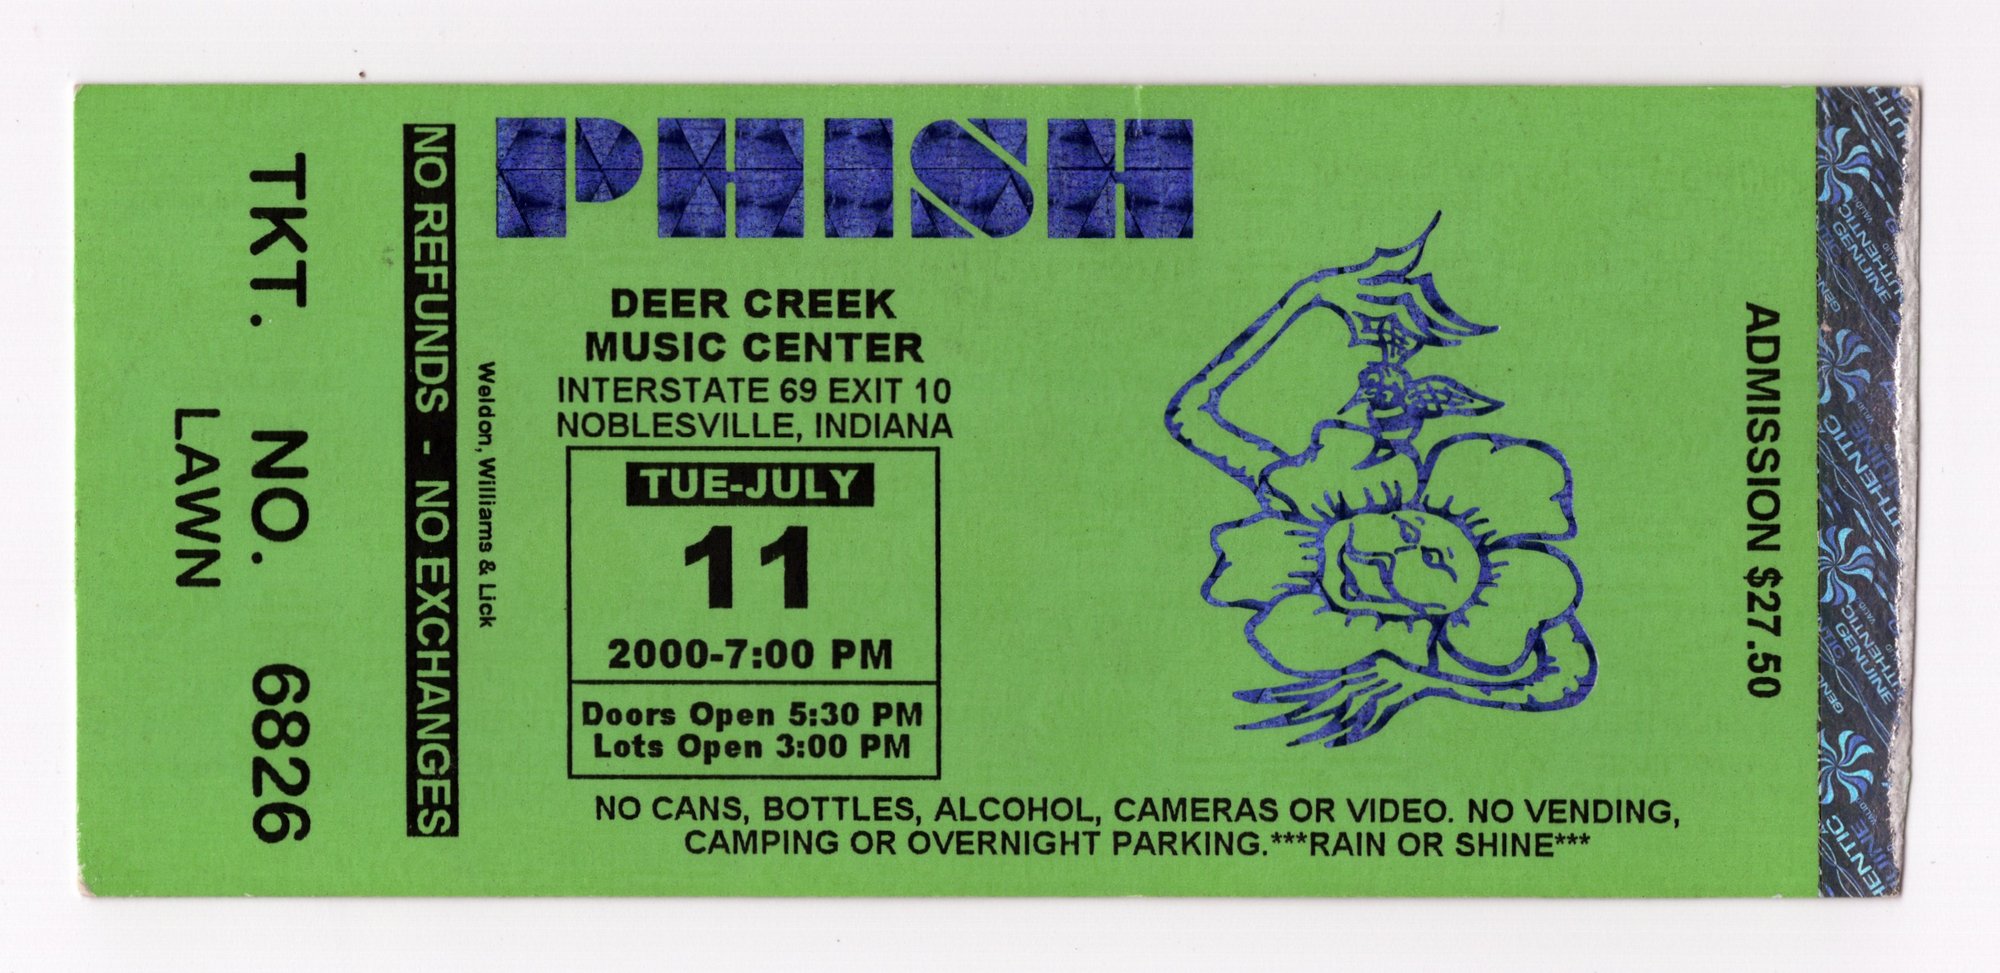 TKT. NO. 6826
LAWN
NO REFUNDS - NO EXCHANGES
Weldon, Williams & Lick
PHISH
DEER CREEK
MUSIC CENTER
INTERSTATE 69 EXIT 10
NOBLESVILLE, INDIANA
TUE-JULY
11
2000-7:00 PM
Doors Open 5:30 PM
Lots Open 3:00 PM
NO CANS, BOTTLES, ALCOHOL, CAMERAS OR VIDEO. NO VENDING,
CAMPING OR OVERNIGHT PARKING.***RAIN OR SHINE***
ADMISSION $27.50
GENUINE
AUTHENTIC